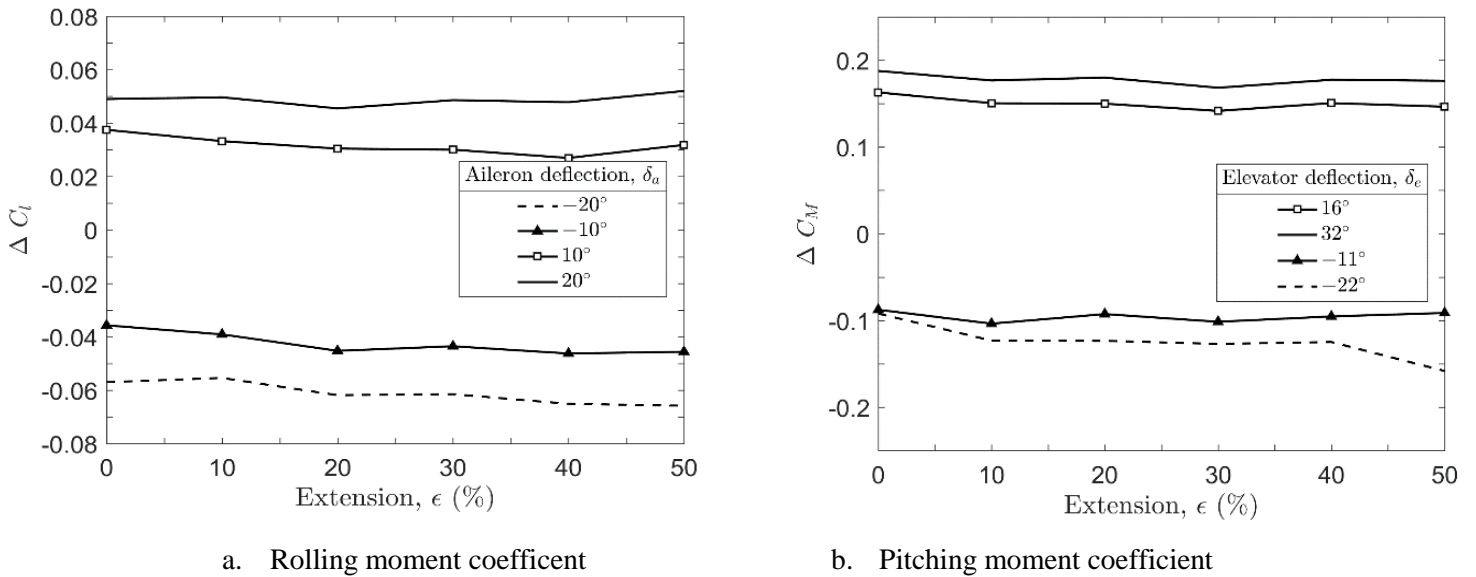 0.08
0.06
0.04
0.02
0
-0.02
-0.04
-0.06
-0.08
Δ C_l
0 10 20 30 40 50
Extension, ϵ (%)
Aileron deflection, δ_a
−20°
−10°
10°
20°
a. Rolling moment coefficent
0.2
0.1
0
-0.1
-0.2
Δ C_M
0 10 20 30 40 50
Extension, ϵ (%)
Elevator deflection, δ_e
16°
32°
−11°
−22°
b. Pitching moment coefficient